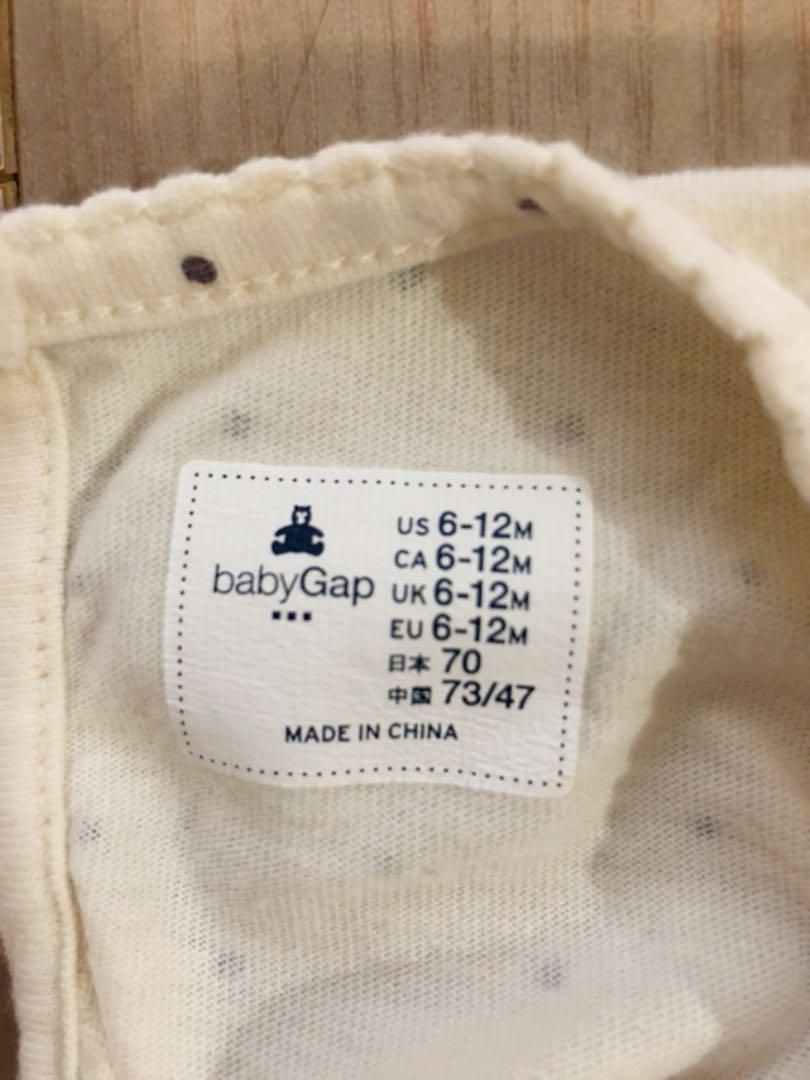 babyGap
US 6-12M
CA 6-12M
UK 6-12M
EU 6-12M
日本 70
中国 73/47
MADE IN CHINA